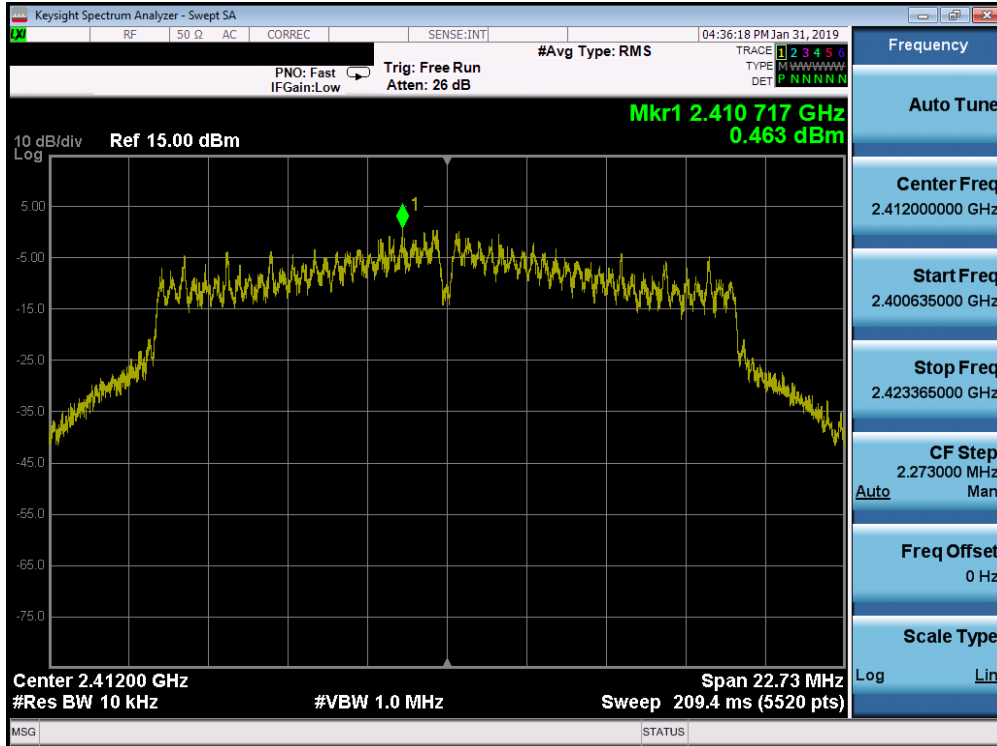 Keysight Spectrum Analyzer - Swept SA
LXI RF 50 Ω AC CORREC SENSE:INT 04:36:18 PM Jan 31, 2019
#Avg Type: RMS TRACE 1 2 3 4 5 6
PNO: Fast Trig: Free Run TYPE M W W W W W
IFGain:Low Atten: 26 dB DET P N N N N N
Mkr1 2.410 717 GHz
0.463 dBm
10 dB/div Ref 15.00 dBm
Log
1
5.00
-5.00
-15.0
-25.0
-35.0
-45.0
-55.0
-65.0
-75.0
Center 2.41200 GHz Span 22.73 MHz
#Res BW 10 kHz #VBW 1.0 MHz Sweep 209.4 ms (5520 pts)
MSG STATUS
Frequency
Auto Tune
Center Freq
2.412000000 GHz
Start Freq
2.400635000 GHz
Stop Freq
2.423365000 GHz
CF Step
2.273000 MHz
Auto Man
Freq Offset
0 Hz
Scale Type
Log Lin